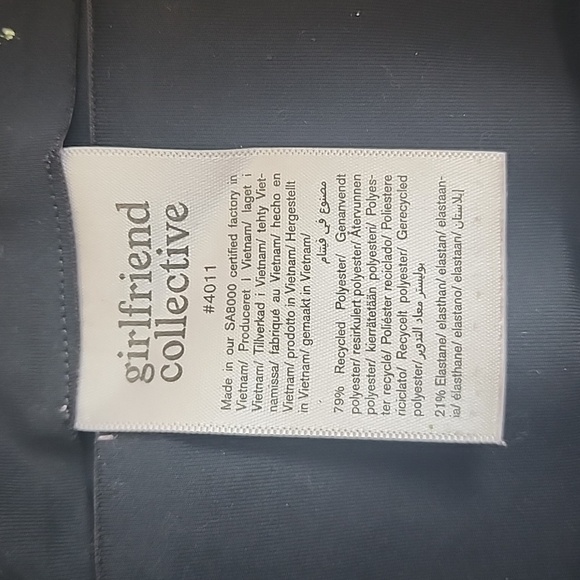 girlfriend
collective
#4011
Made in our SA8000 certified factory in
Vietnam/ Produceret I Vietnam/ laget i
Vietnam/ Tillverkad i Vietnam/ tehty Viet-
namissa/ fabriqué au Vietnam/ hecho en
Vietnam/ prodotto in Vietnam/ Hergestellt
in Vietnam/ gemaakt in Vietnam/
مصنوع في فيتنام
79% Recycled Polyester/ Genanvendt
polyester/ resirkulert polyester/ Återvunnen
polyester/ kierrätetään polyesteri/ Polyes-
ter recyclé/ Poliéster reciclado/ Poliestere
riciclato/ Recycelt polyester/ Gerecycled
polyester/ بوليستر معاد التدوير
21% Elastane/ elasthan/ elastan/ elastaan-
ia/ élasthane/ elastano/ elastaan/ إيلاستان